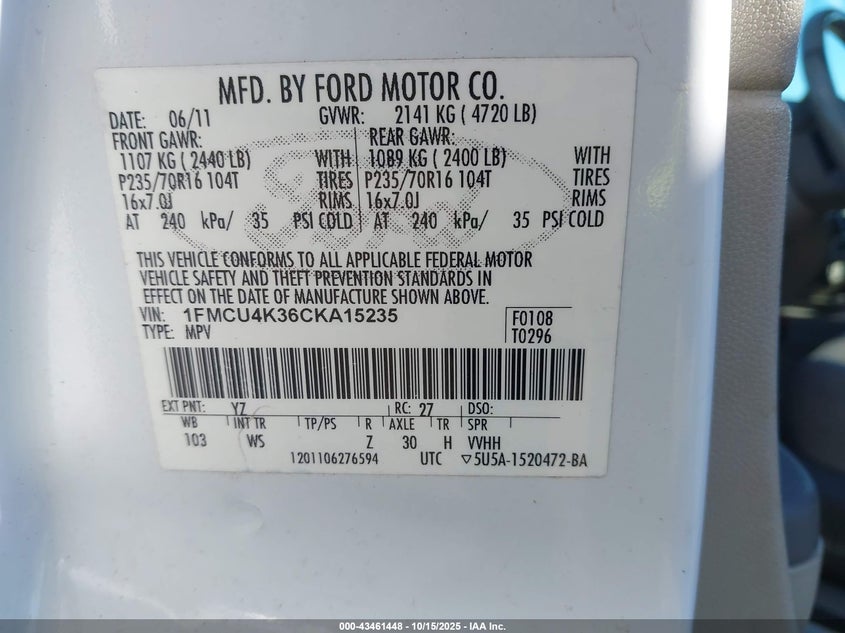 MFD. BY FORD MOTOR CO.
DATE: 06/11 GVWR: 2141 KG ( 4720 LB)
FRONT GAWR: REAR GAWR:
1107 KG ( 2440 LB) WITH 1089 KG ( 2400 LB) WITH
P235/70R16 104T TIRES P235/70R16 104T TIRES
16x7.0J RIMS 16x7.0J RIMS
AT 240 kPa/ 35 PSI COLD AT 240 kPa/ 35 PSI COLD
THIS VEHICLE CONFORMS TO ALL APPLICABLE FEDERAL MOTOR
VEHICLE SAFETY AND THEFT PREVENTION STANDARDS IN
EFFECT ON THE DATE OF MANUFACTURE SHOWN ABOVE.
1FMCU4K36CKA15235 F0108
TYPE: MPV T0296
EXT PNT: YZ RC: 27 DSO:
WB INT TR TP/PS R AXLE TR SPR
103 WS Z 30 H VVHH
1201106276594 UTC ▽5U5A-1520472-BA
000-43461448 - 10/15/2025 - IAA Inc.